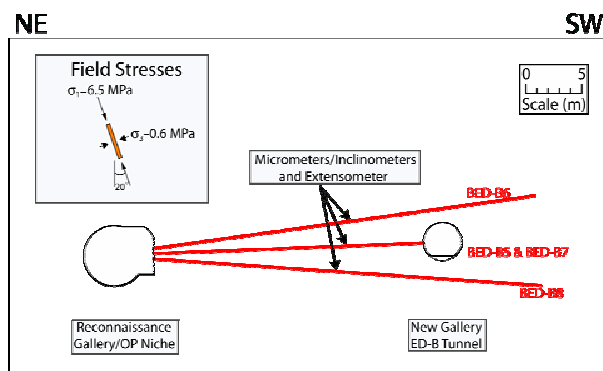 NE
SW
Field Stresses
σ1–6.5 MPa
σ3–0.6 MPa
20°
0 5
Scale (m)
Micrometers/Inclinometers
and Extensometer
BED-B6
BED-B5 & BED-B7
BED-B8
Reconnaissance
Gallery/OP Niche
New Gallery
ED-B Tunnel